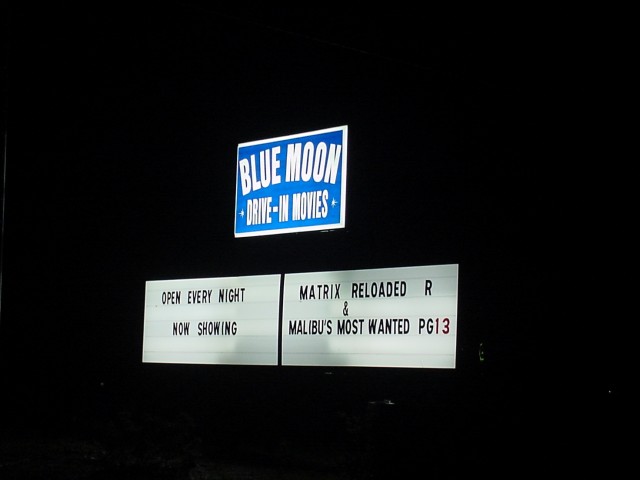 BLUE MOON
DRIVE-IN MOVIES
OPEN EVERY NIGHT
NOW SHOWING
MATRIX RELOADED R
&
MALIBU'S MOST WANTED PG13